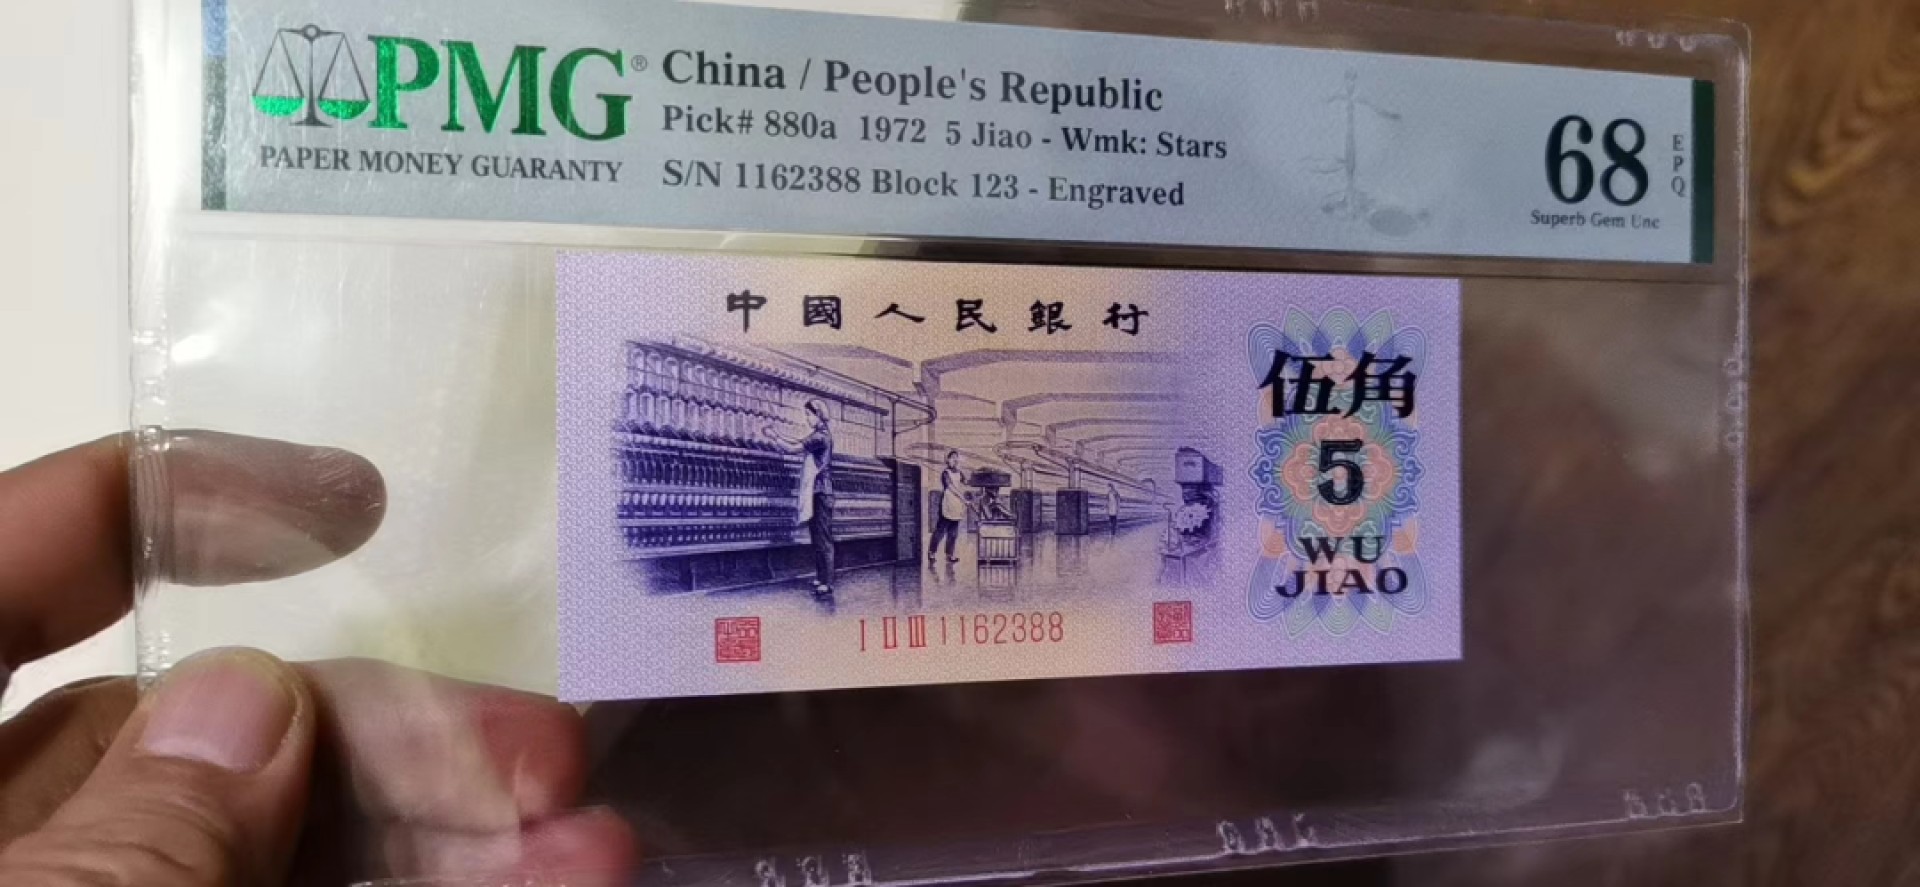 PMG®
PAPER MONEY GUARANTY
China / People's Republic
Pick# 880a 1972 5 Jiao - Wmk: Stars
S/N 1162388 Block 123 - Engraved
68
EPQ
Superb Gem Unc
中國人民銀行
伍角
5
WU
JIAO
I II III 1162388